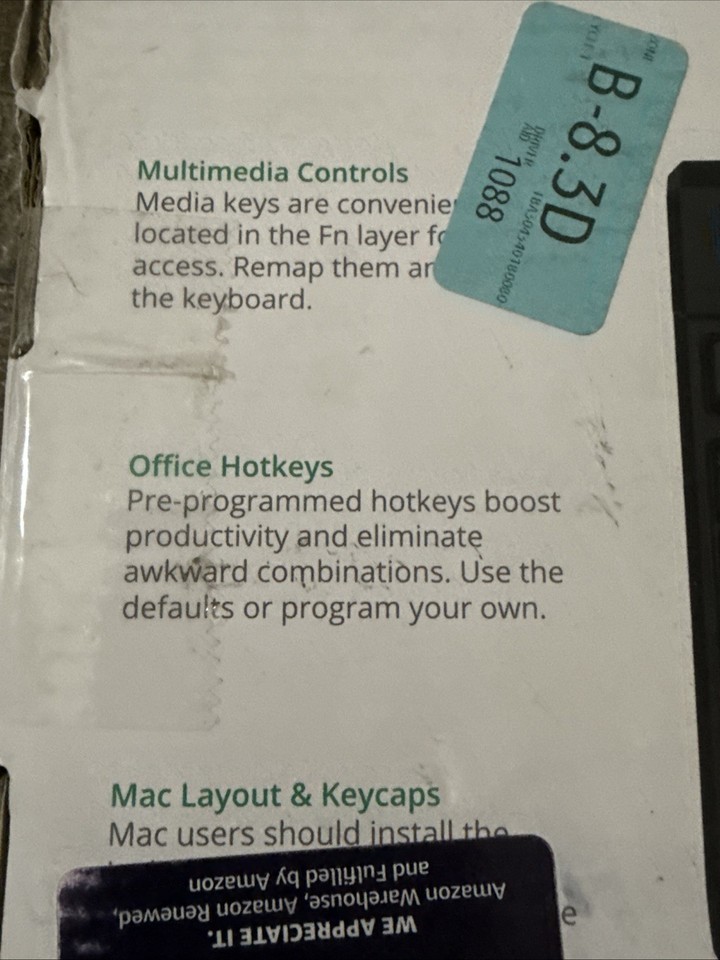 Multimedia Controls
Media keys are convenie
located in the Fn layer fo
access. Remap them ar
the keyboard.
B-8.3D
1088
Office Hotkeys
Pre-programmed hotkeys boost
productivity and eliminate
awkward combinations. Use the
defaults or program your own.
Mac Layout & Keycaps
Mac users should install the
e
WE APPRECIATE IT.
Amazon Warehouse, Amazon Renewed,
and Fulfilled by Amazon